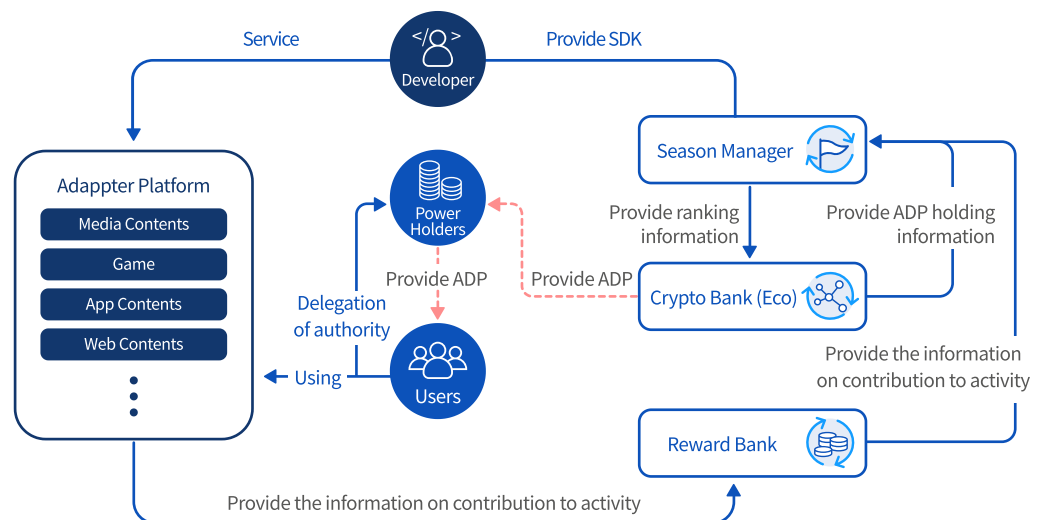 Service
Provide SDK
</>
Developer
Season Manager
Adappter Platform
Media Contents
Game
App Contents
Web Contents
Power
Holders
Provide ranking
information
Provide ADP holding
information
Provide ADP
Provide ADP
Crypto Bank (Eco)
Delegation
of authority
Using
Users
Provide the information
on contribution to activity
Reward Bank
Provide the information on contribution to activity